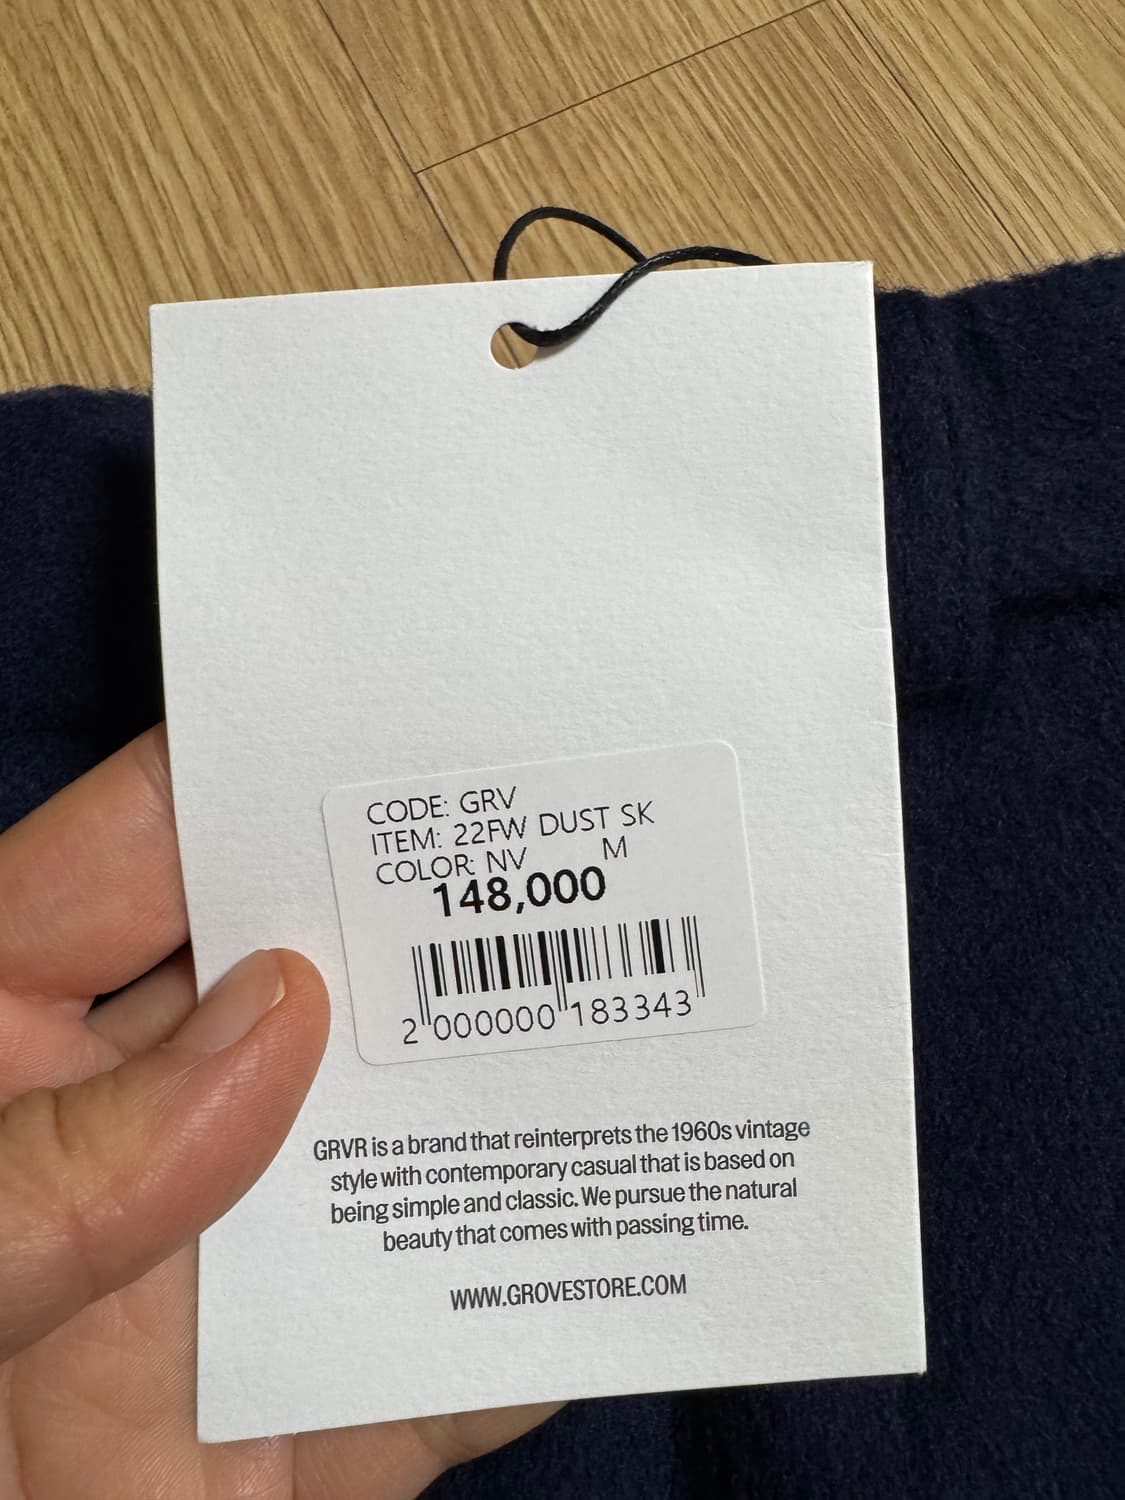 CODE: GRV
ITEM: 22FW DUST SK
COLOR: NV M
148,000
2 000000 183343
GRVR is a brand that reinterprets the 1960s vintage
style with contemporary casual that is based on
being simple and classic. We pursue the natural
beauty that comes with passing time.
WWW.GROVESTORE.COM